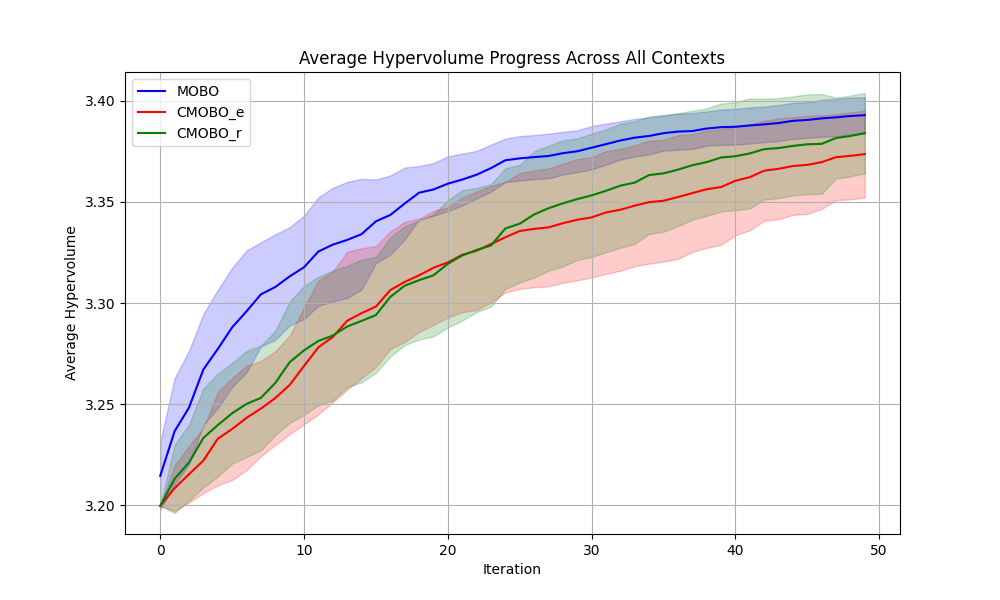 Average Hypervolume Progress Across All Contexts
MOBO
CMOBO_e
CMOBO_r
Average Hypervolume
3.40
3.35
3.30
3.25
3.20
0 10 20 30 40 50
Iteration